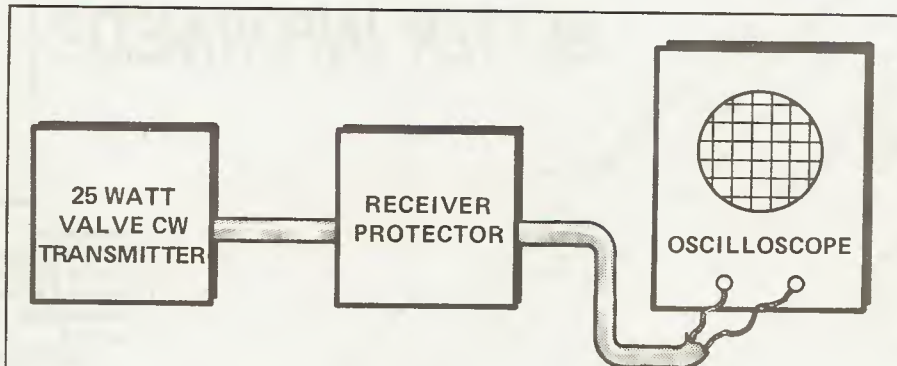 25 WATT
VALVE CW
TRANSMITTER
RECEIVER
PROTECTOR
OSCILLOSCOPE